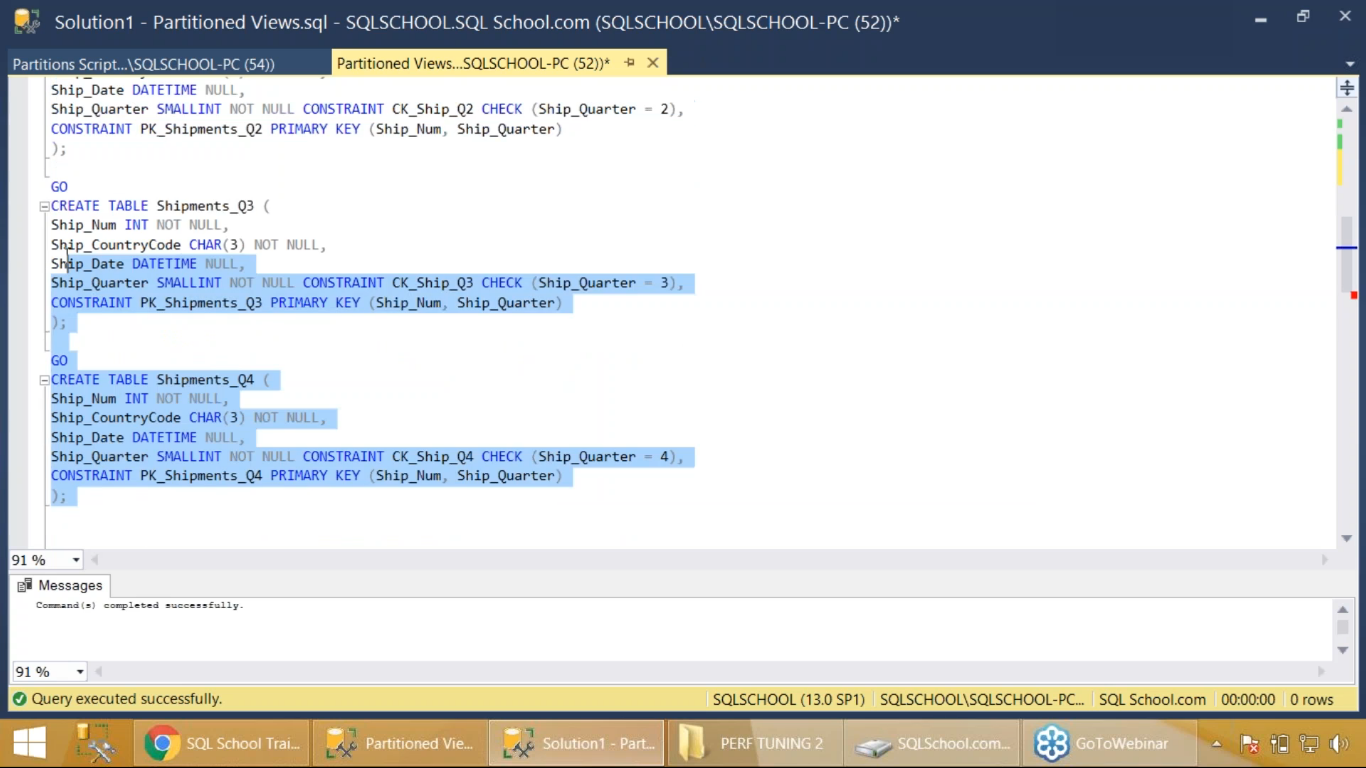 Solution1 - Partitioned Views.sql - SQLSCHOOL.SQL School.com (SQLSCHOOL\SQLSCHOOL-PC (52))*
Partitions Script...\SQLSCHOOL-PC (54))
Partitioned Views...SQLSCHOOL-PC (52))*
Ship_Date DATETIME NULL,
Ship_Quarter SMALLINT NOT NULL CONSTRAINT CK_Ship_Q2 CHECK (Ship_Quarter = 2),
CONSTRAINT PK_Shipments_Q2 PRIMARY KEY (Ship_Num, Ship_Quarter)
);
GO
CREATE TABLE Shipments_Q3 (
Ship_Num INT NOT NULL,
Ship_CountryCode CHAR(3) NOT NULL,
Ship_Date DATETIME NULL,
Ship_Quarter SMALLINT NOT NULL CONSTRAINT CK_Ship_Q3 CHECK (Ship_Quarter = 3),
CONSTRAINT PK_Shipments_Q3 PRIMARY KEY (Ship_Num, Ship_Quarter)
);
GO
CREATE TABLE Shipments_Q4 (
Ship_Num INT NOT NULL,
Ship_CountryCode CHAR(3) NOT NULL,
Ship_Date DATETIME NULL,
Ship_Quarter SMALLINT NOT NULL CONSTRAINT CK_Ship_Q4 CHECK (Ship_Quarter = 4),
CONSTRAINT PK_Shipments_Q4 PRIMARY KEY (Ship_Num, Ship_Quarter)
);
91 %
Messages
Command(s) completed successfully.
91 %
Query executed successfully.
SQLSCHOOL (13.0 SP1)
SQLSCHOOL\SQLSCHOOL-PC...
SQL School.com
00:00:00
0 rows
SQL School Trai...
Partitioned Vie...
Solution1 - Part...
PERF TUNING 2
SQLSchool.com...
GoToWebinar